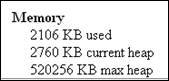 Memory
2106 KB used
2760 KB current heap
520256 KB max heap